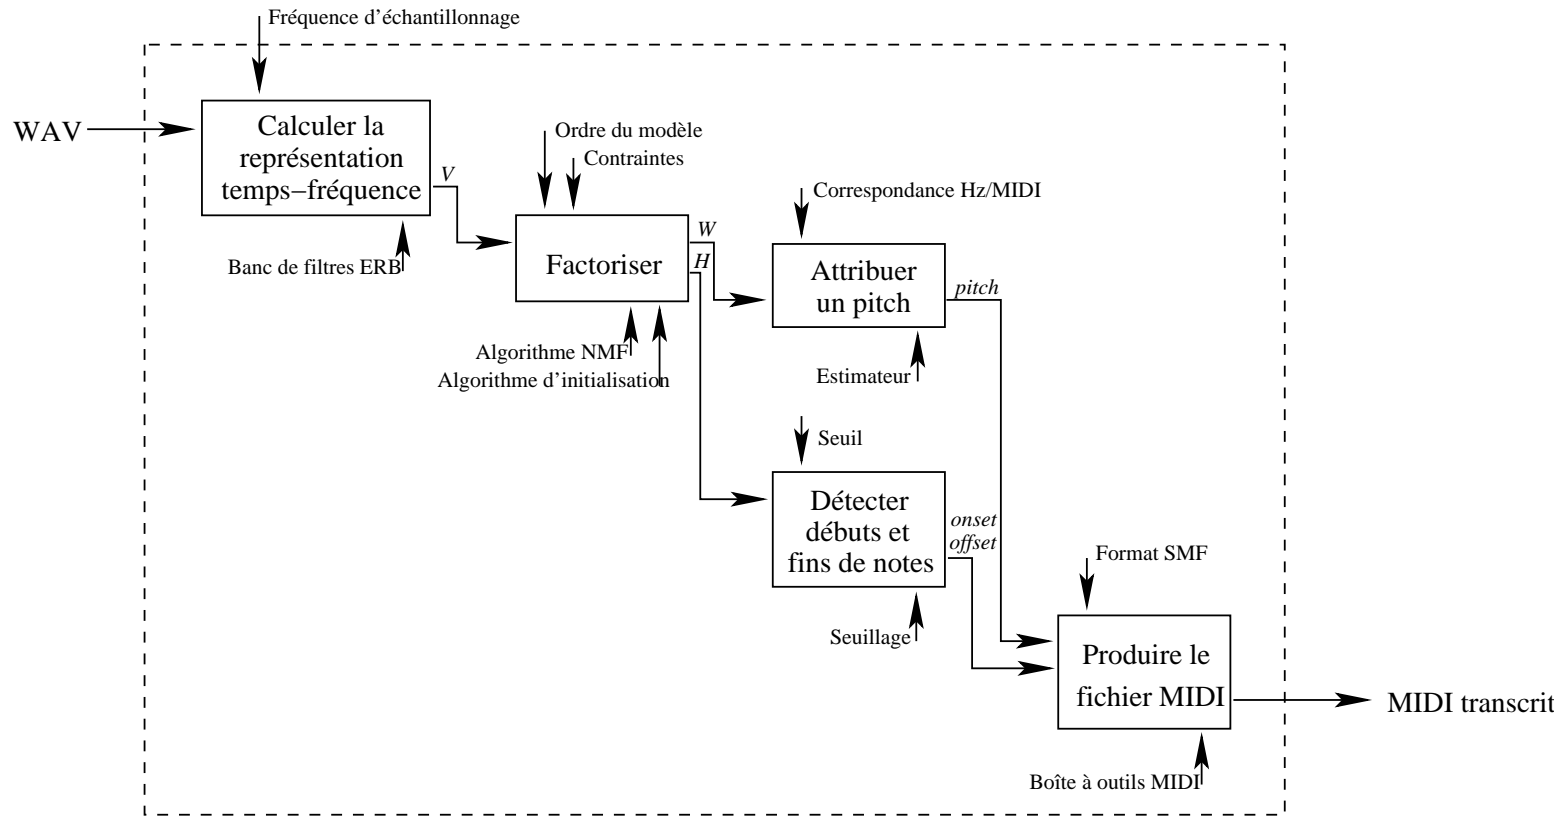 Fréquence d'échantillonnage
WAV
Calculer la
représentation
temps−fréquence
V
Banc de filtres ERB
Ordre du modèle
Contraintes
Factoriser
W
H
Algorithme NMF
Algorithme d'initialisation
Correspondance Hz/MIDI
Attribuer
un pitch
pitch
Estimateur
Seuil
Détecter
débuts et
fins de notes
onset
offset
Seuillage
Format SMF
Produire le
fichier MIDI
MIDI transcrit
Boîte à outils MIDI